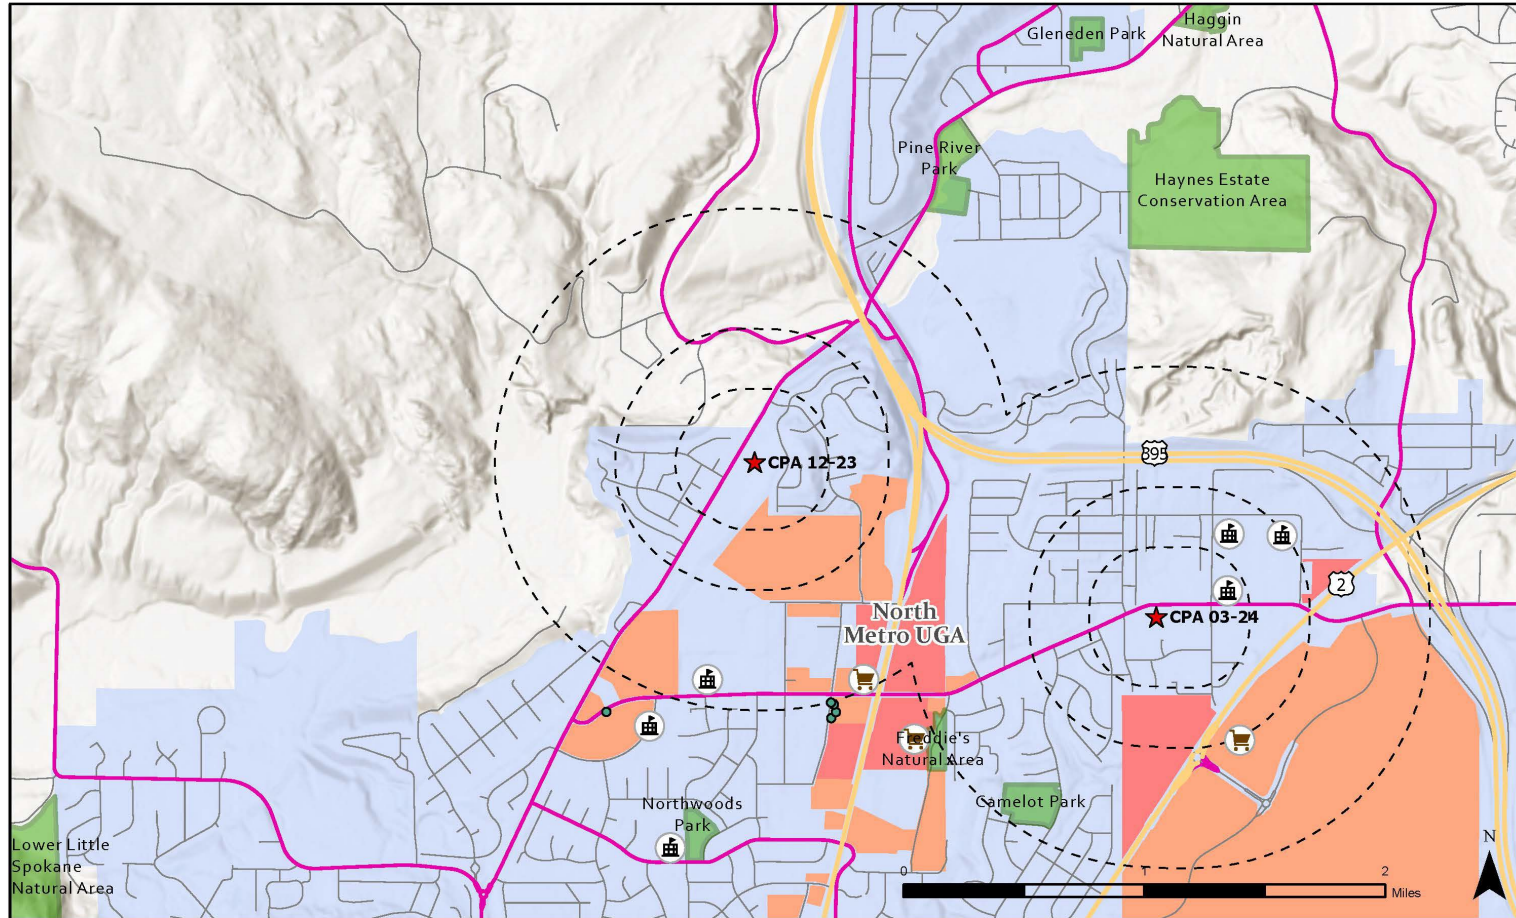 Gleneden Park
Haggin
Natural Area
Pine River
Park
Haynes Estate
Conservation Area
395
CPA 12-23
2
North
Metro UGA
CPA 03-24
Freddie's
Natural Area
Northwoods
Park
Camelot Park
Lower Little
Spokane
Natural Area
N
0 1 2
Miles